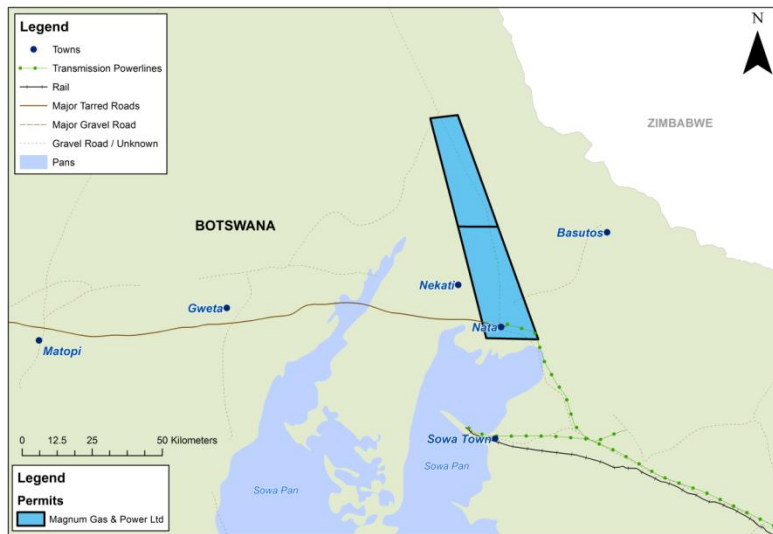 Legend
Towns
Transmission Powerlines
Rail
Major Tarred Roads
Major Gravel Road
Gravel Road / Unknown
Pans
N
ZIMBABWE
BOTSWANA
Basutos
Nekati
Gweta
Nata
Matopi
0 12.5 25 50 Kilometers
Sowa Town
Sowa Pan
Sowa Pan
Legend
Permits
Magnum Gas & Power Ltd